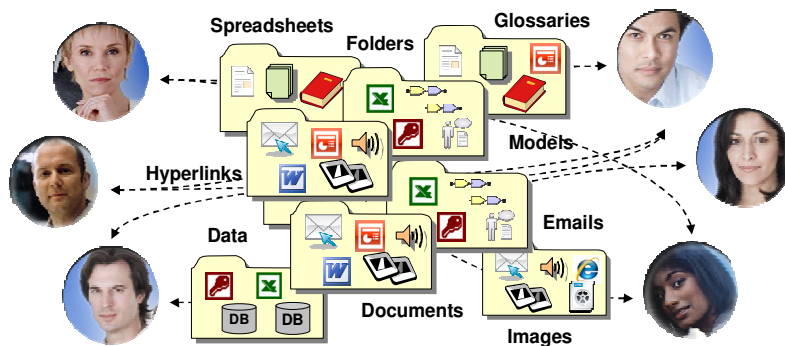 Spreadsheets
Glossaries
Folders
Models
Hyperlinks
Data
Emails
Documents
Images
DB
DB
X
X
W
W